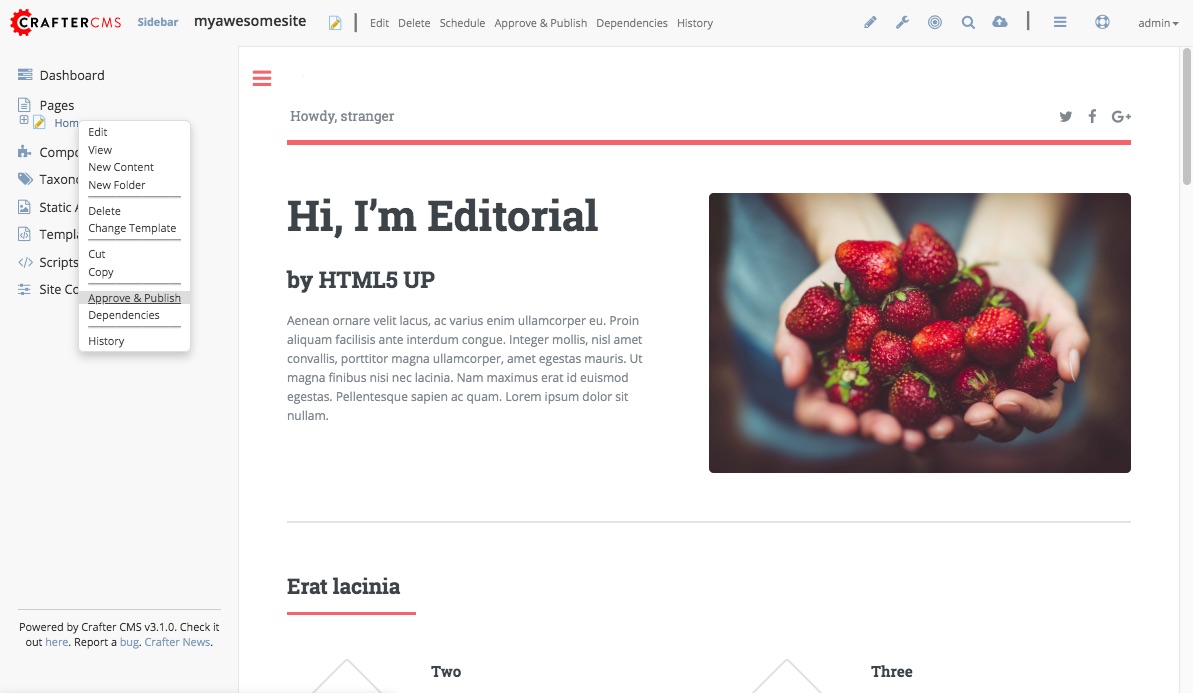 CRAFTERCMS Sidebar myawesomesite Edit Delete Schedule Approve & Publish Dependencies History admin
Dashboard
Pages
Hom
Compo
Taxono
Static A
Templa
Scripts
Site Co
Edit
View
New Content
New Folder
Delete
Change Template
Cut
Copy
Approve & Publish
Dependencies
History
Powered by Crafter CMS v3.1.0. Check it
out here. Report a bug. Crafter News.
Howdy, stranger
Hi, I’m Editorial
by HTML5 UP
Aenean ornare velit lacus, ac varius enim ullamcorper eu. Proin
aliquam facilisis ante interdum congue. Integer mollis, nisl amet
convallis, porttitor magna ullamcorper, amet egestas mauris. Ut
magna finibus nisi nec lacinia. Nam maximus erat id euismod
egestas. Pellentesque sapien ac quam. Lorem ipsum dolor sit
nullam.
Erat lacinia
Two
Three